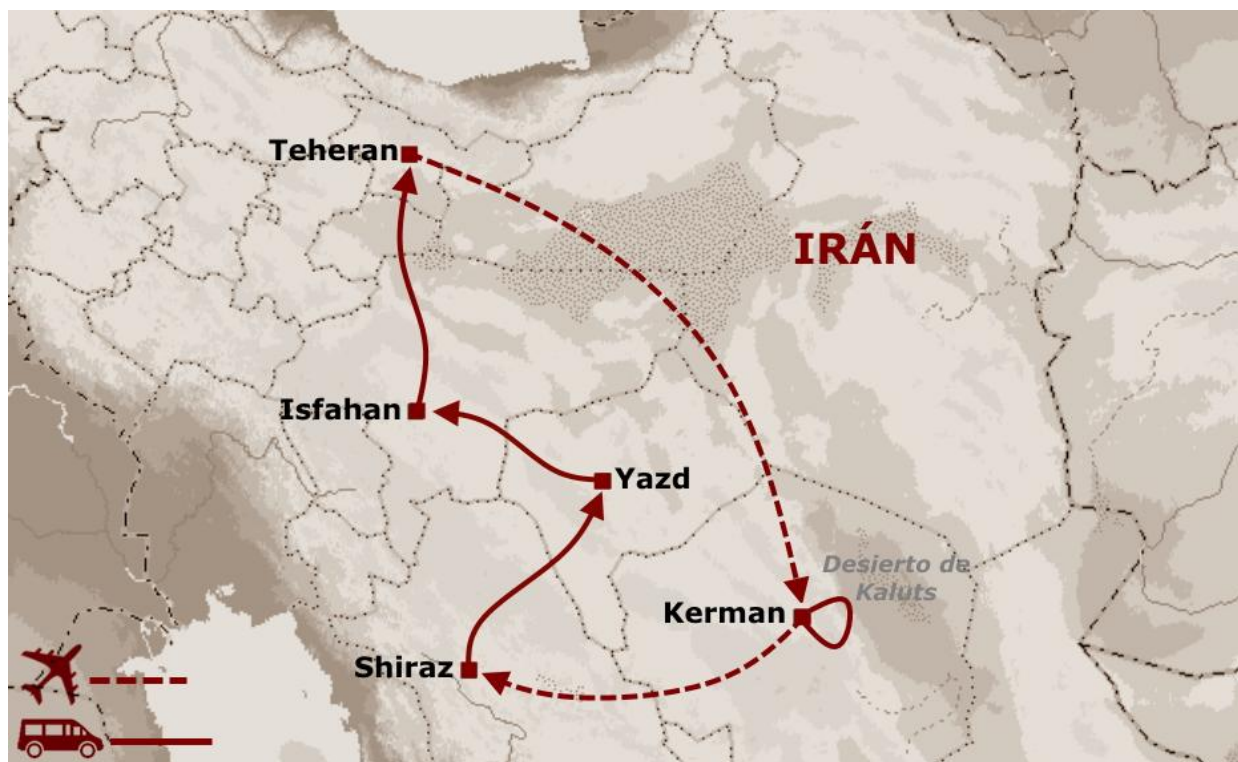 Teheran
IRÁN
Isfahan
Yazd
Desierto de
Kaluts
Kerman
Shiraz